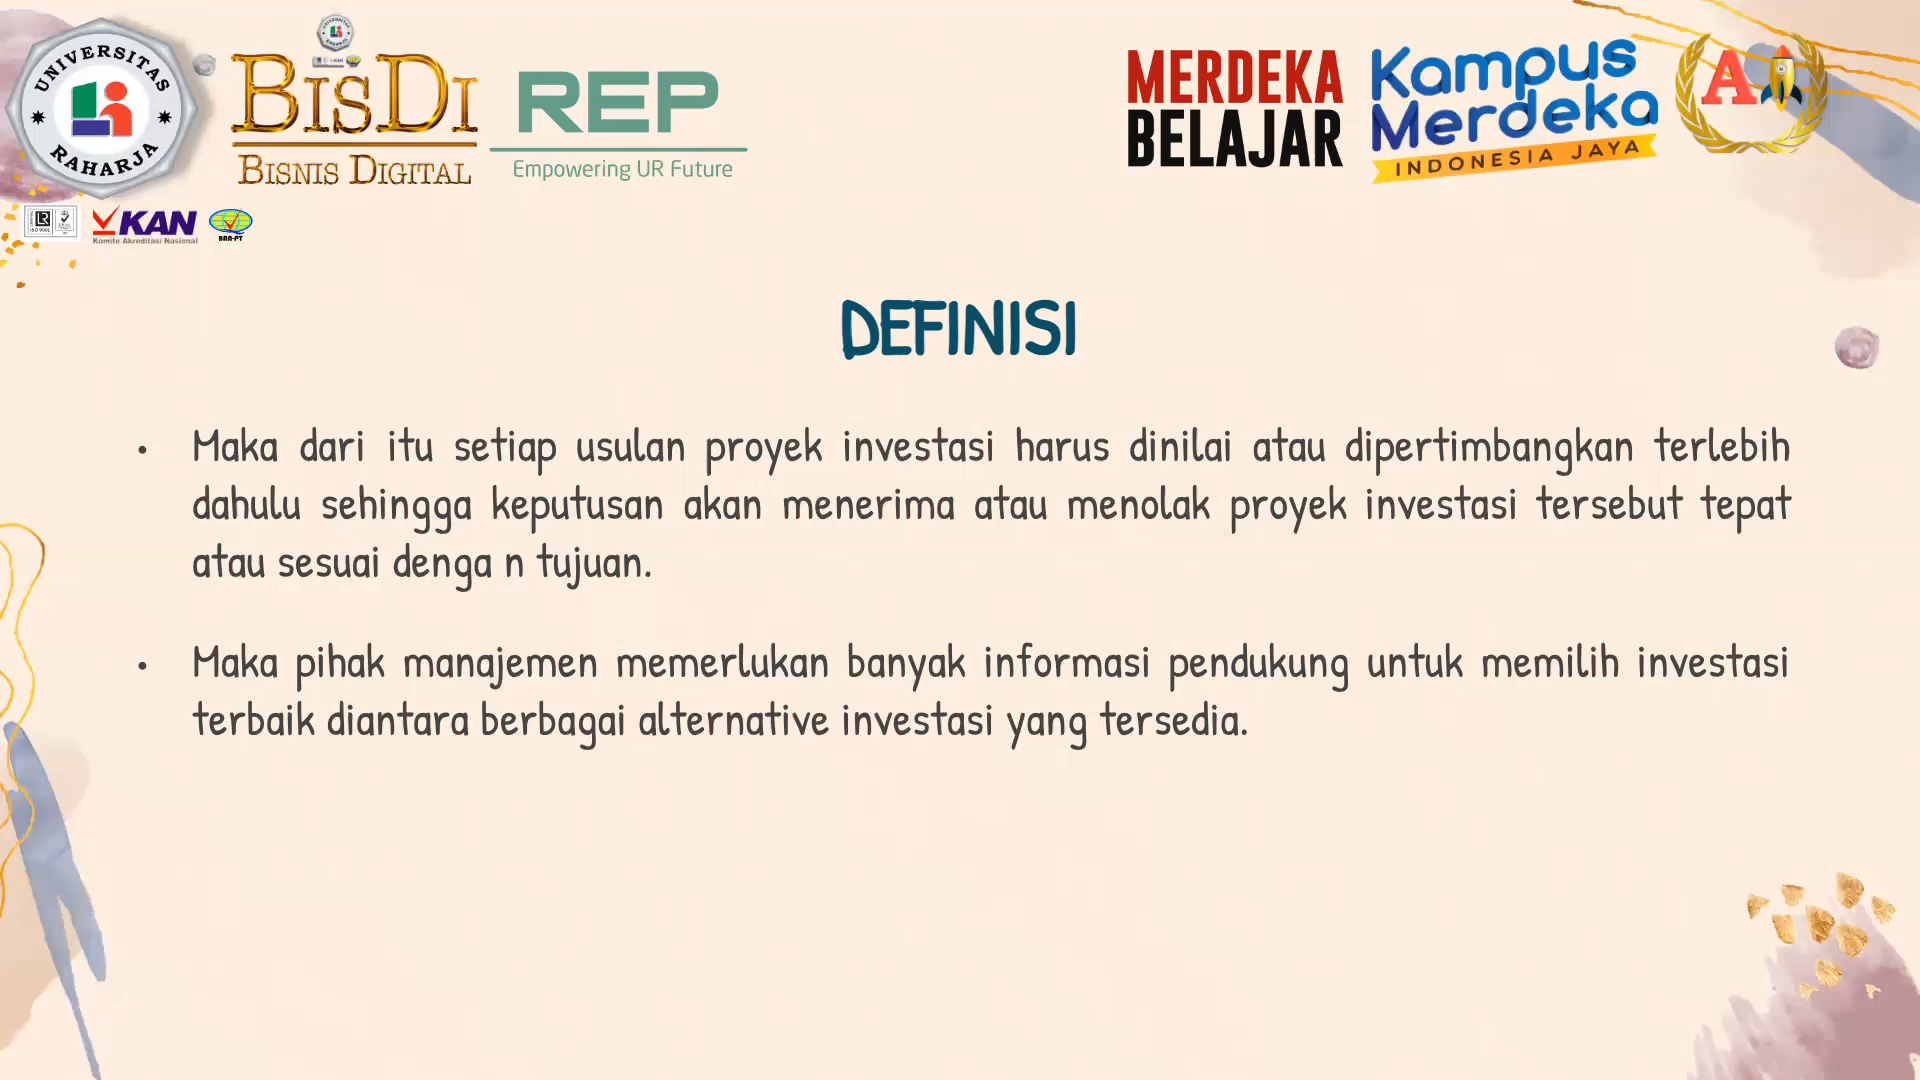 UNIVERSITAS
RAHARJA
BISDI
BISNIS DIGITAL
REP
Empowering UR Future
MERDEKA
BELAJAR
Kampus
Merdeka
INDONESIA JAYA
A
KAN
Komite Akreditasi Nasional
BAN-PT
DEFINISI
• Maka dari itu setiap usulan proyek investasi harus dinilai atau dipertimbangkan terlebih
dahulu sehingga keputusan akan menerima atau menolak proyek investasi tersebut tepat
atau sesuai denga n tujuan.
• Maka pihak manajemen memerlukan banyak informasi pendukung untuk memilih investasi
terbaik diantara berbagai alternative investasi yang tersedia.